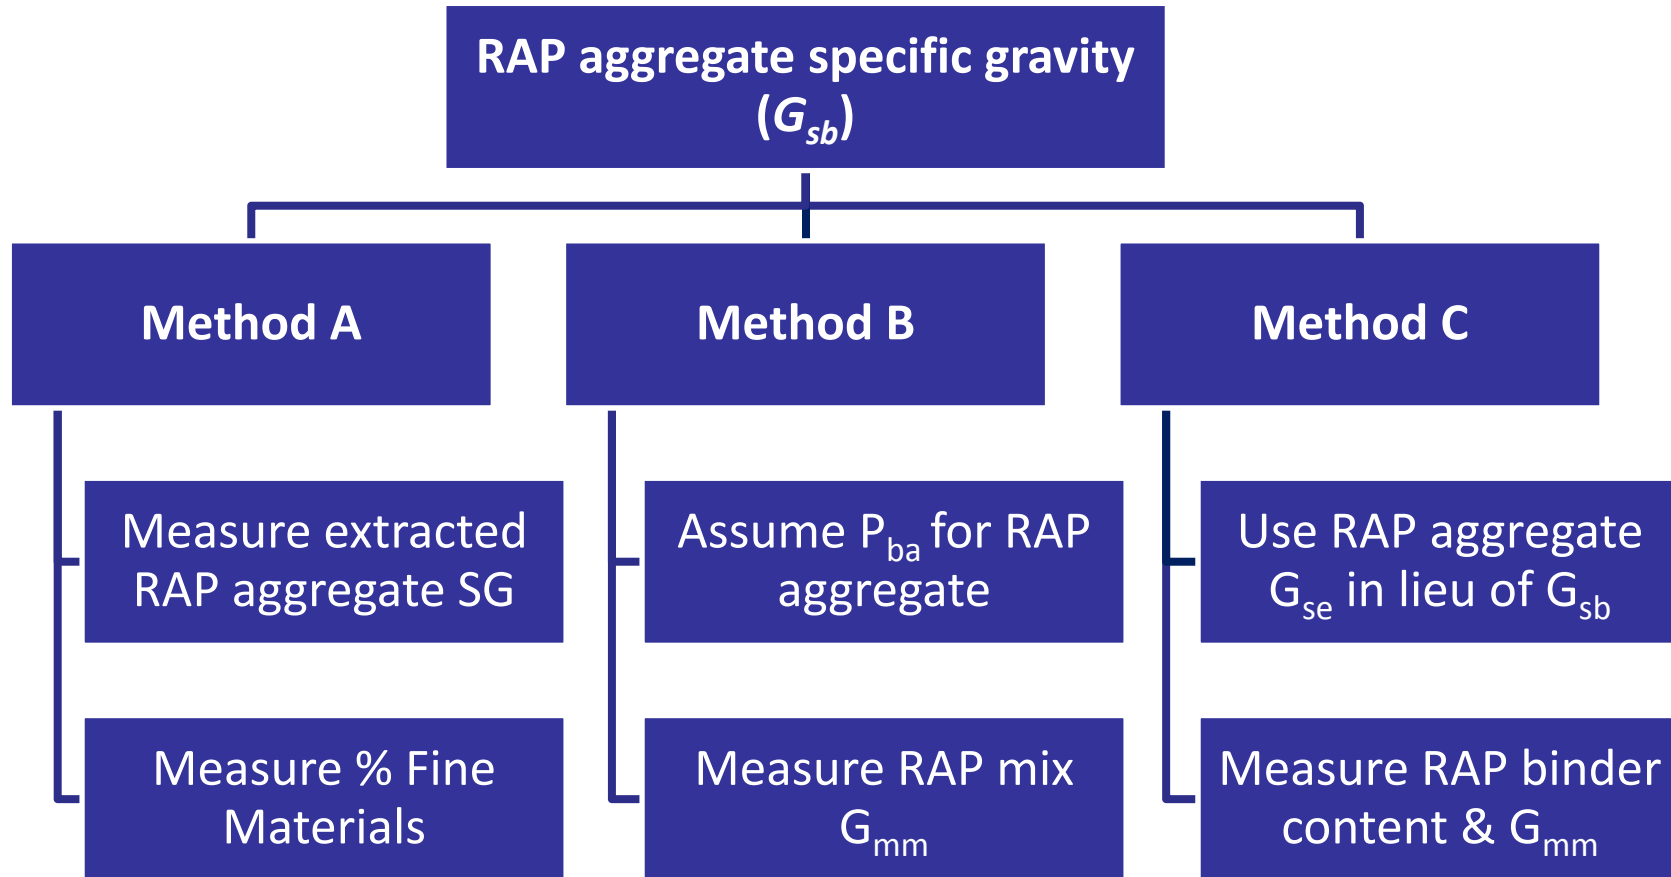 RAP aggregate specific gravity
(Gsb)
Method A
Method B
Method C
Measure extracted
RAP aggregate SG
Assume Pba for RAP
aggregate
Use RAP aggregate
Gse in lieu of Gsb
Measure % Fine
Materials
Measure RAP mix
Gmm
Measure RAP binder
content & Gmm